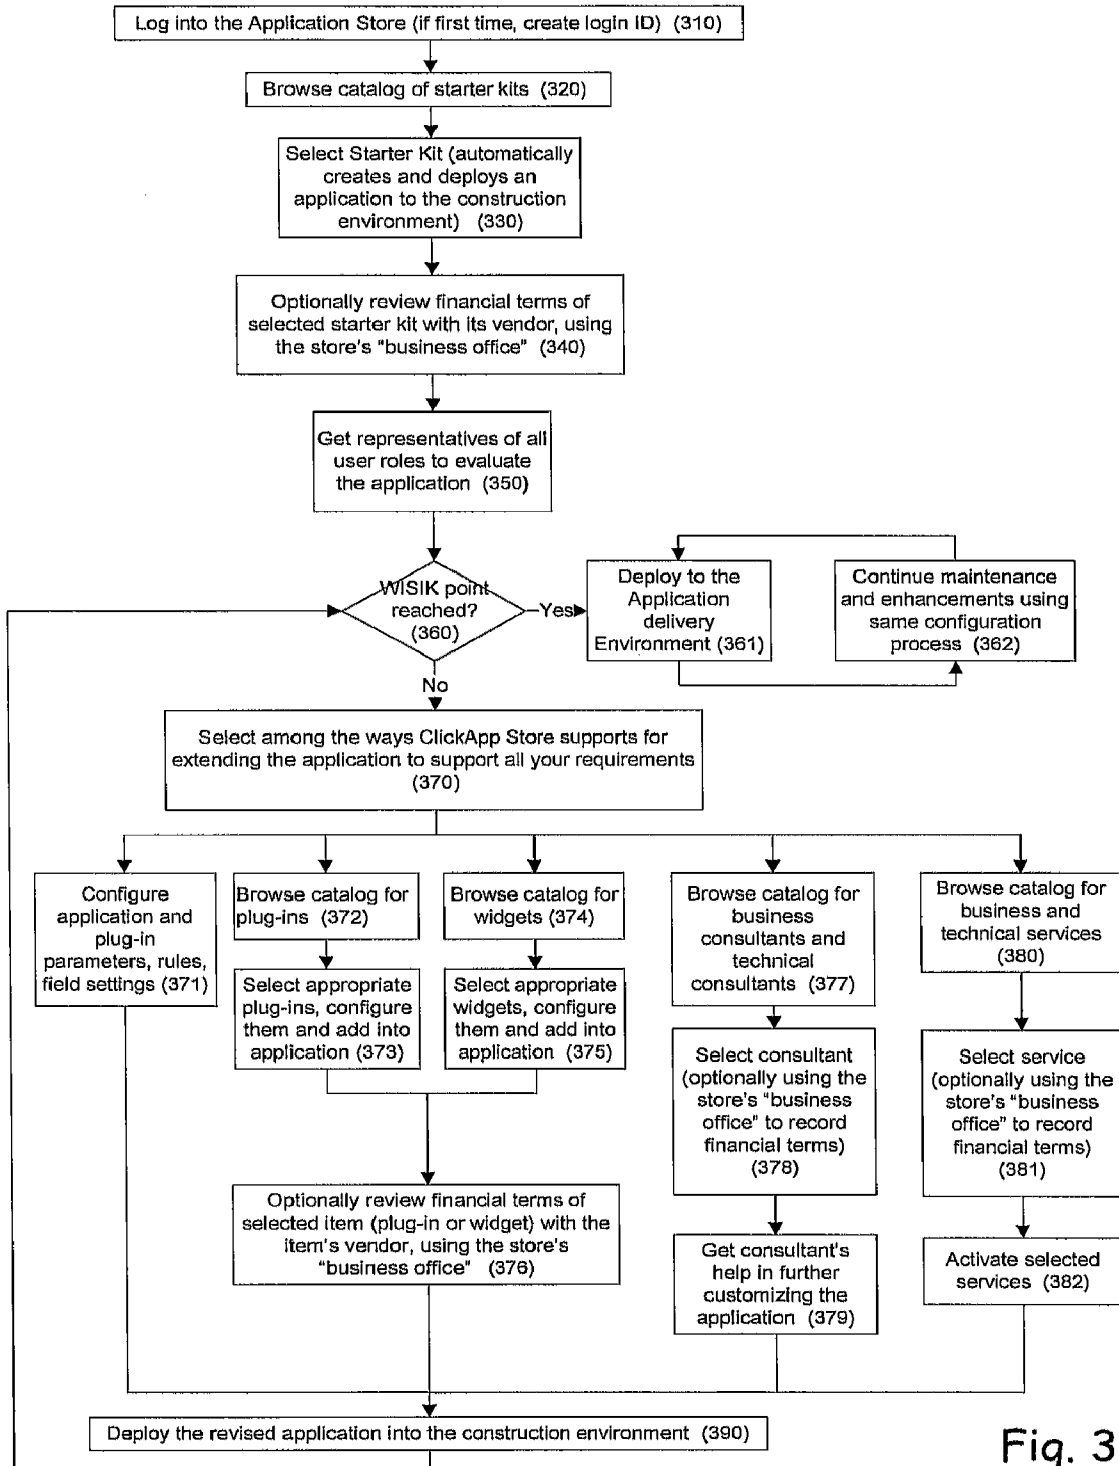 Log into the Application Store (if first time, create login ID) (310)
Browse catalog of starter kits (320)
Select Starter Kit (automatically
creates and deploys an
application to the construction
environment) (330)
Optionally review financial terms of
selected starter kit with its vendor, using
the store's "business office" (340)
Get representatives of all
user roles to evaluate
the application (350)
WISIK point
reached?
(360)
Yes
No
Deploy to the
Application
delivery
Environment (361)
Continue maintenance
and enhancements using
same configuration
process (362)
Select among the ways ClickApp Store supports for
extending the application to support all your requirements
(370)
Configure
application and
plug-in
parameters, rules,
field settings (371)
Browse catalog for
plug-ins (372)
Select appropriate
plug-ins, configure
them and add into
application (373)
Browse catalog for
widgets (374)
Select appropriate
widgets, configure
them and add into
application (375)
Optionally review financial terms of
selected item (plug-in or widget) with the
item's vendor, using the store's
"business office" (376)
Browse catalog for
business
consultants and
technical
consultants (377)
Select consultant
(optionally using the
store's "business
office" to record
financial terms)
(378)
Get consultant's
help in further
customizing the
application (379)
Browse catalog for
business and
technical services
(380)
Select service
(optionally using the
store's "business
office" to record
financial terms)
(381)
Activate selected
services (382)
Deploy the revised application into the construction environment (390)
Fig. 3